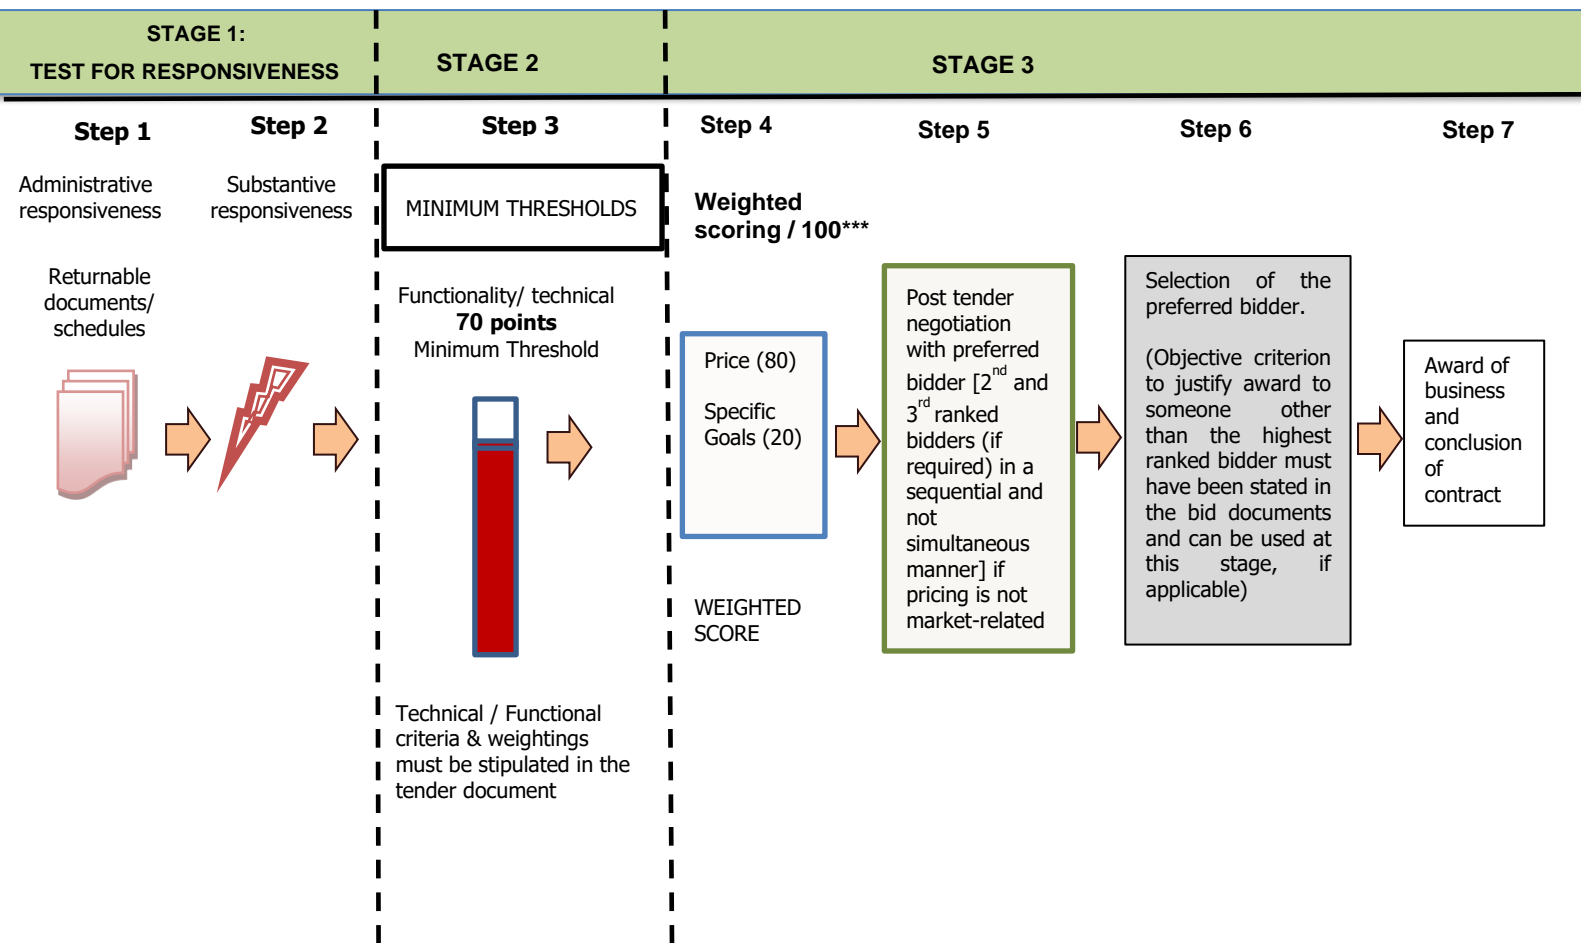 STAGE 1:
TEST FOR RESPONSIVENESS
STAGE 2
STAGE 3
Step 1
Step 2
Step 3
Step 4
Step 5
Step 6
Step 7
Administrative
responsiveness
Returnable
documents/
schedules
Substantive
responsiveness
MINIMUM THRESHOLDS
Functionality/ technical
70 points
Minimum Threshold
Technical / Functional
criteria & weightings
must be stipulated in the
tender document
Weighted
scoring / 100***
Price (80)
Specific
Goals (20)
WEIGHTED
SCORE
Post tender
negotiation
with preferred
bidder [2nd and
3rd ranked
bidders (if
required) in a
sequential and
not
simultaneous
manner] if
pricing is not
market-related
Selection of the
preferred bidder.
(Objective criterion
to justify award to
someone other
than the highest
ranked bidder must
have been stated in
the bid documents
and can be used at
this stage, if
applicable)
Award of
business
and
conclusion
of
contract